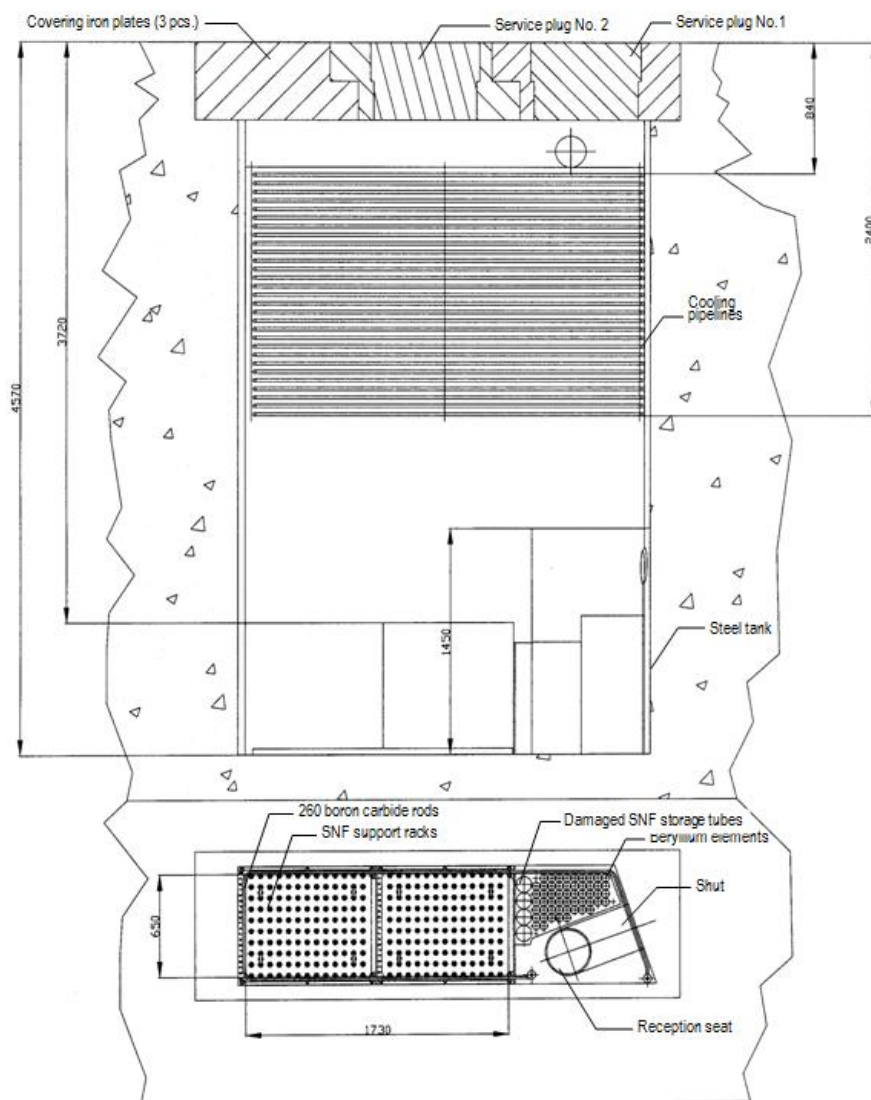 Covering iron plates (3 pcs.)
Service plug No. 2
Service plug No.1
840
2400
3720
4570
Cooling
pipelines
1450
Steel tank
260 boron carbide rods
SNF support racks
Damaged SNF storage tubes
Beryllium elements
Shut
650
Reception seat
1730